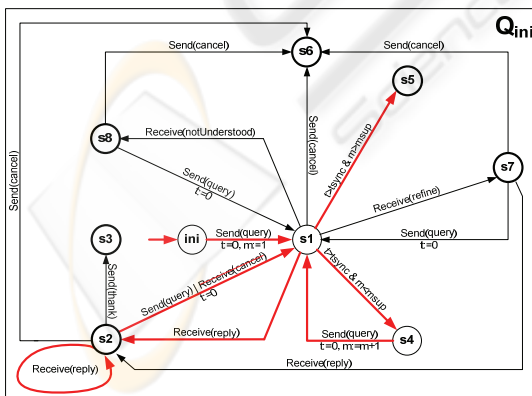 Q ini
s6
Send(cancel)
Send(cancel)
s5
s8
Receive(notUnderstood)
Send(cancel)
t>tsync & m>msup
s7
Send(cancel)
Send(query)
t:=0
Receive(refine)
s3
ini
Send(query)
t:=0, m:=1
s1
Send(query)
t:=0
Send(thank)
Send(query) | Receive(cancel)
t:=0
t>tsync & m<msup
s2
Receive(reply)
Send(query)
t:=0, m:=m+1
s4
Receive(reply)
Receive(reply)